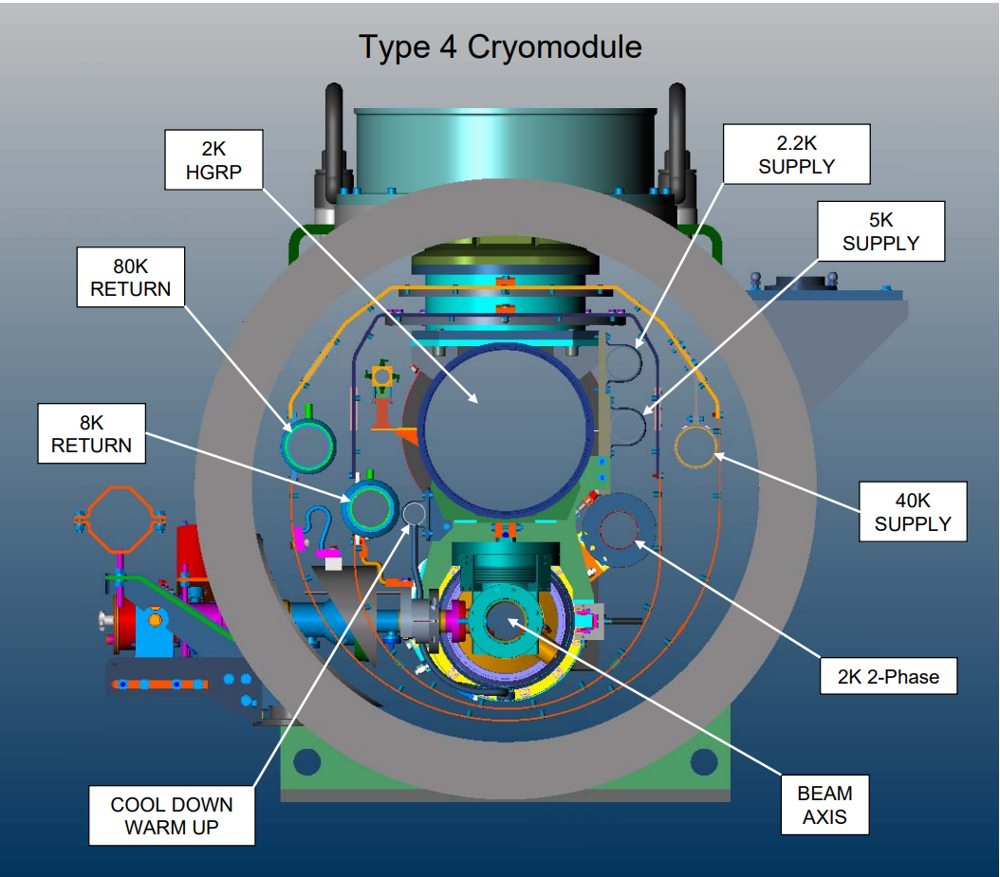 Type 4 Cryomodule
2K
HGRP
2.2K
SUPPLY
5K
SUPPLY
80K
RETURN
8K
RETURN
40K
SUPPLY
2K 2-Phase
COOL DOWN
WARM UP
BEAM
AXIS